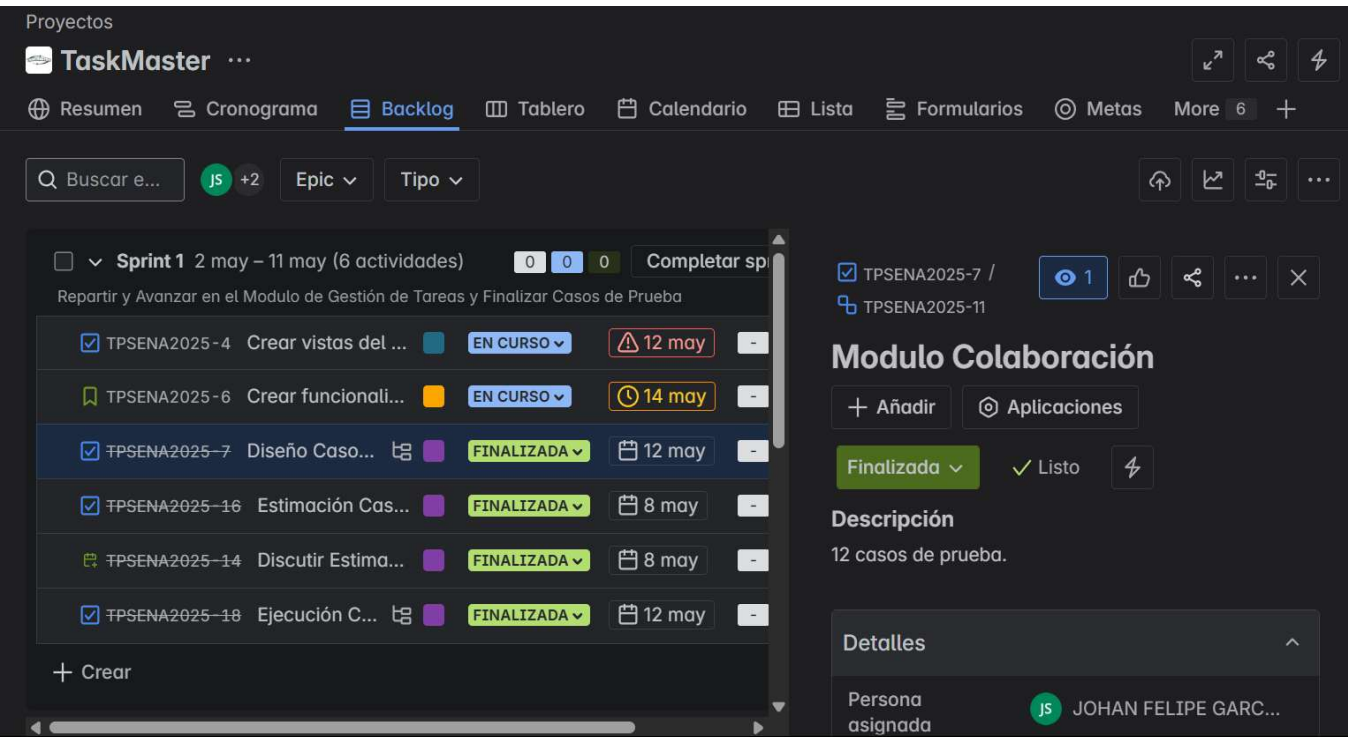 Proyectos
TaskMaster ...
Resumen Cronograma Backlog Tablero Calendario Lista Formularios Metas More 6
Buscar e... JS +2 Epic Tipo
Sprint 1 2 may – 11 may (6 actividades) 0 0 0 Completar spi
Repartir y Avanzar en el Modulo de Gestión de Tareas y Finalizar Casos de Prueba
TPSENA2025-4 Crear vistas del ... EN CURSO 12 may -
TPSENA2025-6 Crear funcionali... EN CURSO 14 may -
TPSENA2025-7 Diseño Caso... FINALIZADA 12 may -
TPSENA2025-16 Estimación Cas... FINALIZADA 8 may -
TPSENA2025-14 Discutir Estima... FINALIZADA 8 may -
TPSENA2025-18 Ejecución C... FINALIZADA 12 may -
+ Crear
TPSENA2025-7 / 1
TPSENA2025-11
Modulo Colaboración
+ Añadir Aplicaciones
Finalizada Listo
Descripción
12 casos de prueba.
Detalles
Persona
asignada JS JOHAN FELIPE GARC...